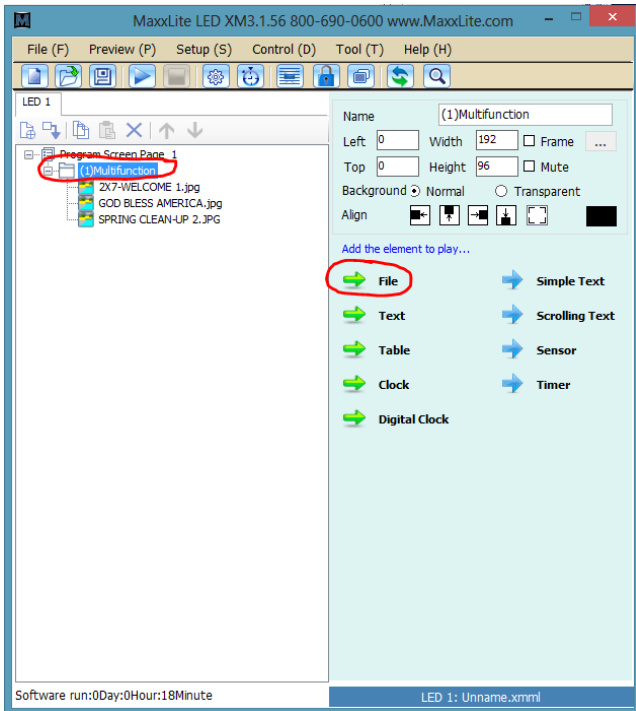 MaxxLite LED XM3.1.56 800-690-0600 www.MaxxLite.com
File (F) Preview (P) Setup (S) Control (D) Tool (T) Help (H)
LED 1
Program Screen Page 1
(1)Multifunction
2X7-WELCOME 1.jpg
GOD BLESS AMERICA.jpg
SPRING CLEAN-UP 2.JPG
Name (1)Multifunction
Left 0 Width 192 Frame ...
Top 0 Height 96 Mute
Background Normal Transparent
Align
Add the element to play...
File Simple Text
Text Scrolling Text
Table Sensor
Clock Timer
Digital Clock
Software run:0Day:0Hour:18Minute
LED 1: Unname.xmml